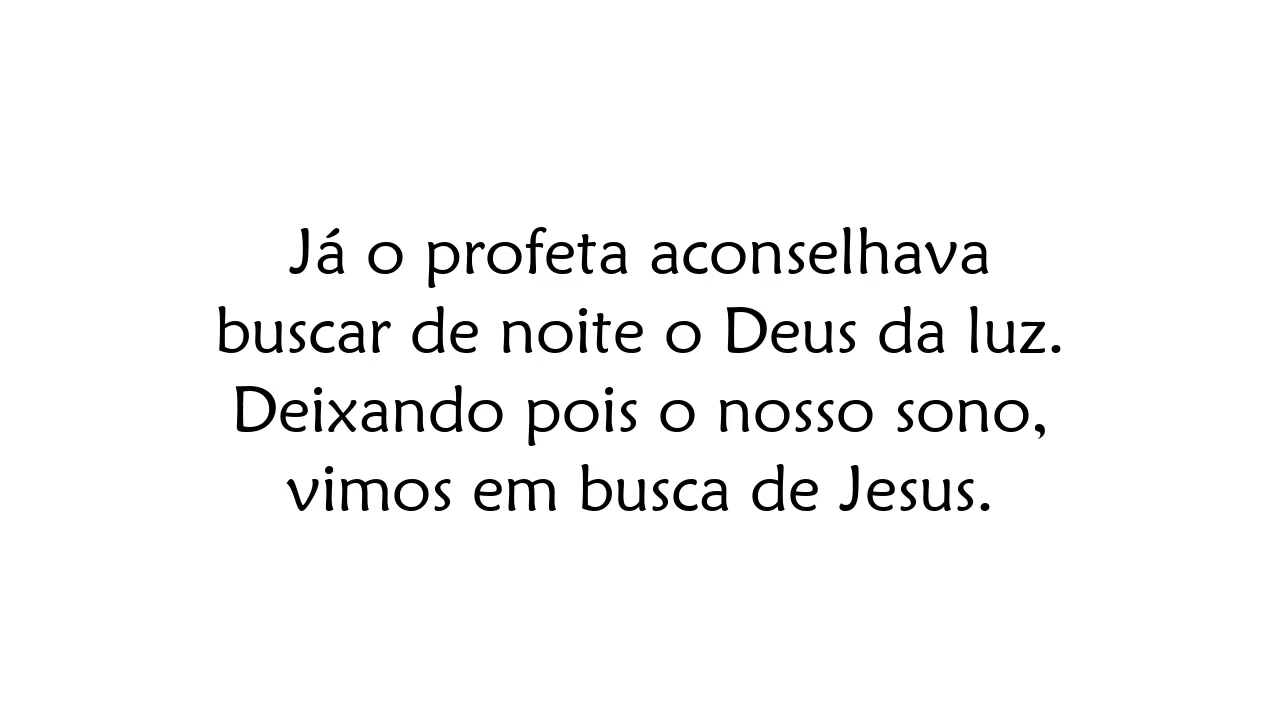 Já o profeta aconselhava
buscar de noite o Deus da luz.
Deixando pois o nosso sono,
vimos em busca de Jesus.